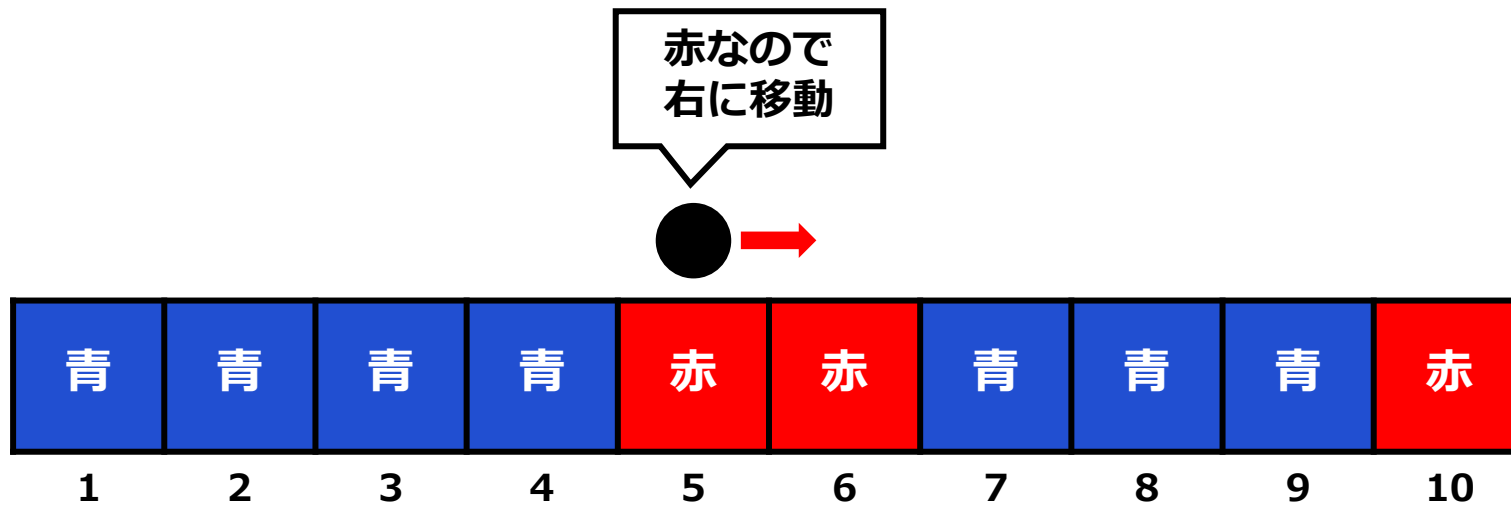 赤なので
右に移動
青 青 青 青 赤 赤 青 青 青 赤
1 2 3 4 5 6 7 8 9 10